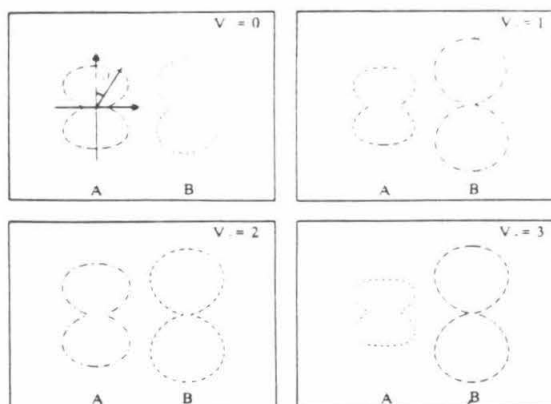 V . = 0
A B
V . = 1
A B
V . = 2
A B
V . = 3
A B